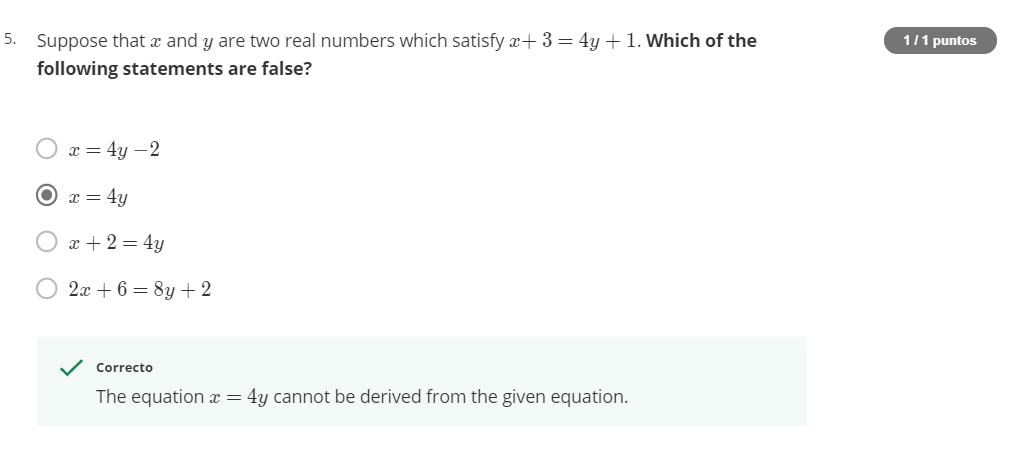 5. Suppose that x and y are two real numbers which satisfy x+ 3 = 4y + 1. Which of the
1 / 1 puntos
following statements are false?
x = 4y −2
x = 4y
x + 2 = 4y
2x + 6 = 8y + 2
Correcto
The equation x = 4y cannot be derived from the given equation.